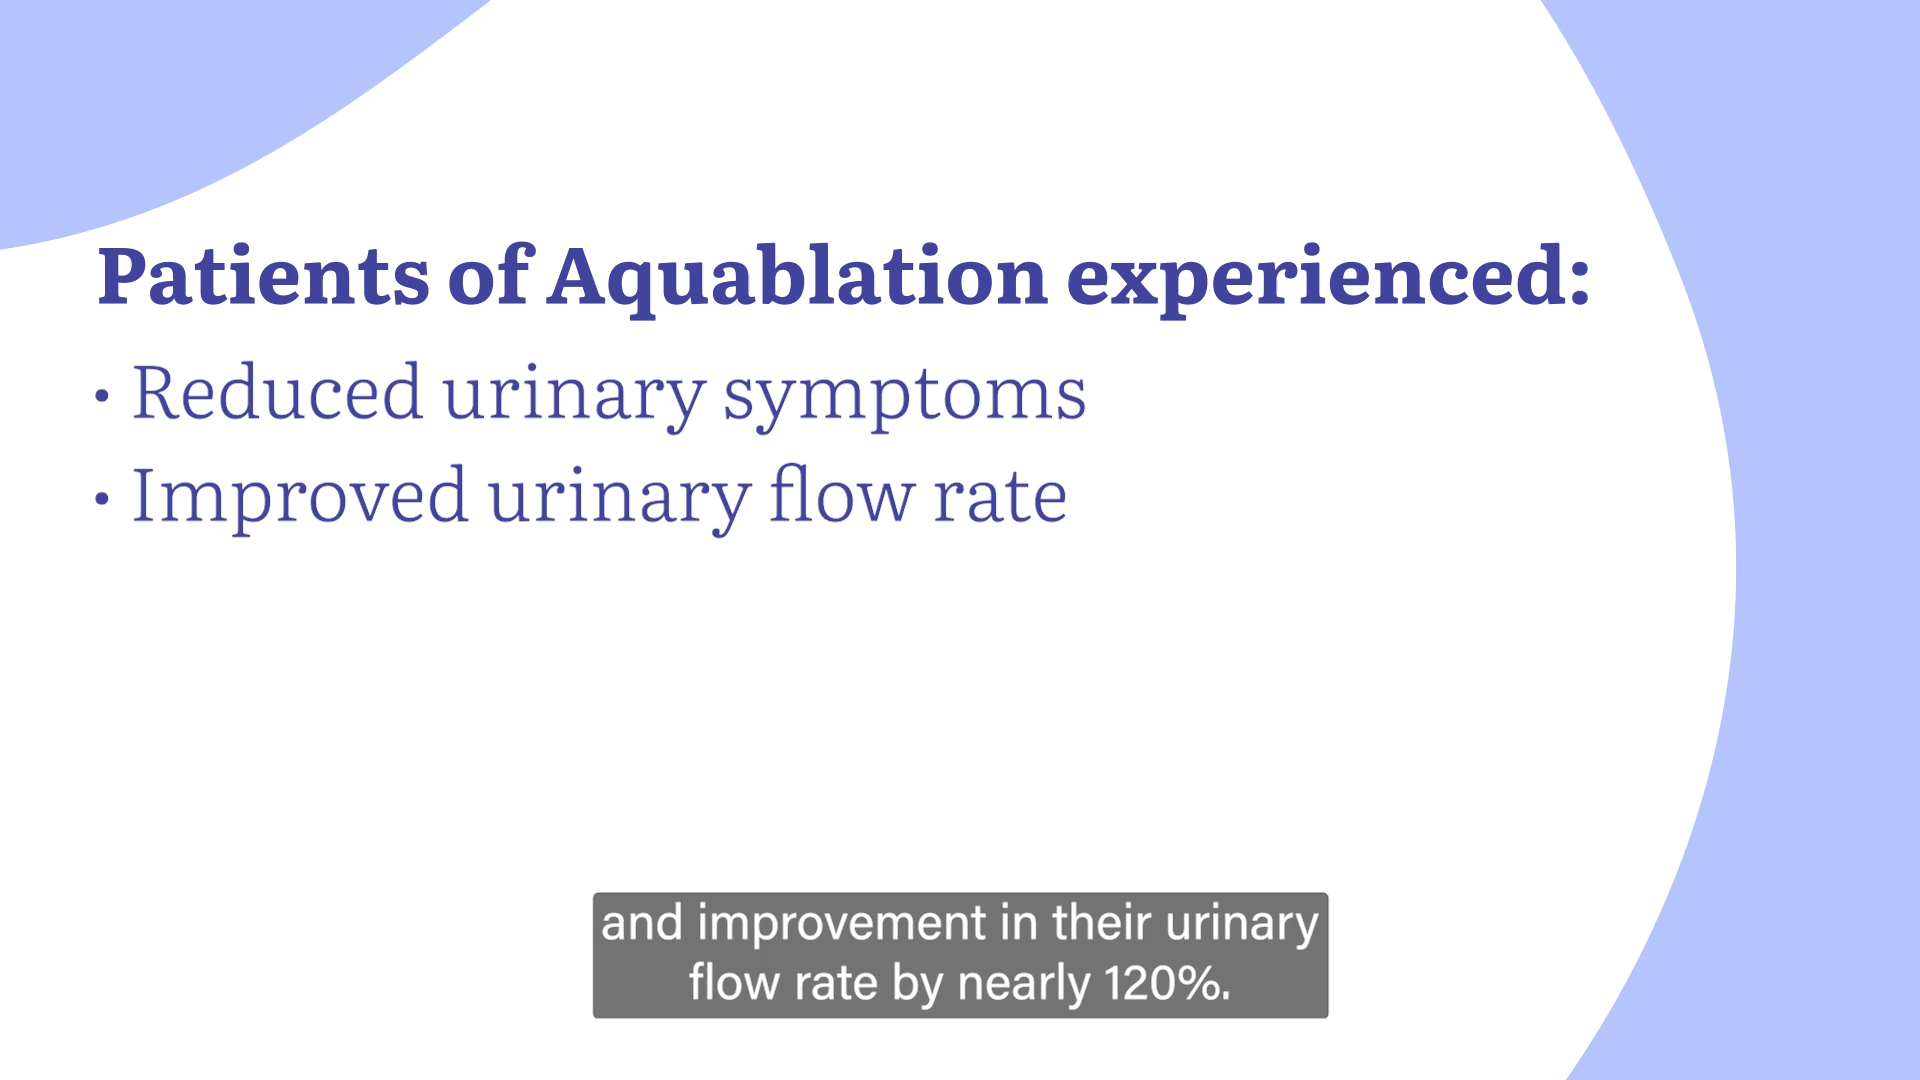 Patients of Aquablation experienced:
• Reduced urinary symptoms
• Improved urinary flow rate
and improvement in their urinary
flow rate by nearly 120%.